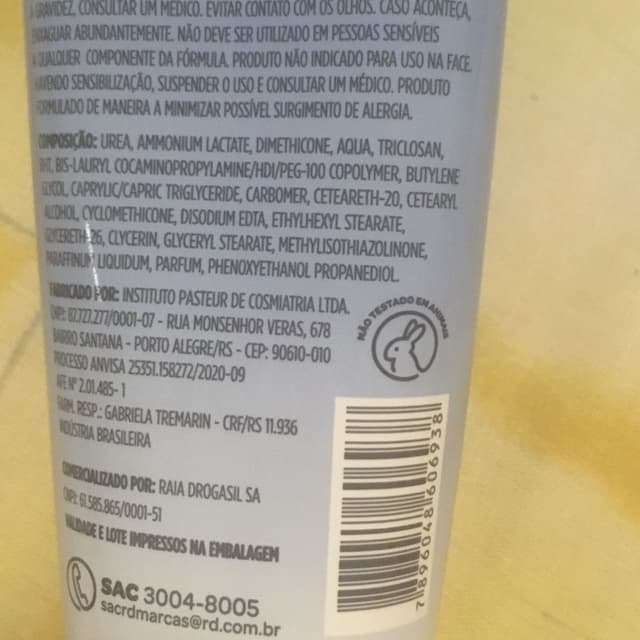 A GRAVIDEZ, CONSULTAR UM MÉDICO. EVITAR CONTATO COM OS OLHOS. CASO ACONTEÇA,
ENXAGUAR ABUNDANTEMENTE. NÃO DEVE SER UTILIZADO EM PESSOAS SENSÍVEIS
A QUALQUER COMPONENTE DA FÓRMULA. PRODUTO NÃO INDICADO PARA USO NA FACE.
HAVENDO SENSIBILIZAÇÃO, SUSPENDER O USO E CONSULTAR UM MÉDICO. PRODUTO
FORMULADO DE MANEIRA A MINIMIZAR POSSÍVEL SURGIMENTO DE ALERGIA.
COMPOSIÇÃO: UREA, AMMONIUM LACTATE, DIMETHICONE, AQUA, TRICLOSAN,
BHT, BIS-LAURYL COCAMINOPROPYLAMINE/HDI/PEG-100 COPOLYMER, BUTYLENE
GLYCOL, CAPRYLIC/CAPRIC TRIGLYCERIDE, CARBOMER, CETEARETH-20, CETEARYL
ALCOHOL, CYCLOMETHICONE, DISODIUM EDTA, ETHYLHEXYL STEARATE,
GLYCERETH-26, GLYCERIN, GLYCERYL STEARATE, METHYLISOTHIAZOLINONE,
PARAFFINUM LIQUIDUM, PARFUM, PHENOXYETHANOL PROPANEDIOL.
FABRICADO POR: INSTITUTO PASTEUR DE COSMIATRIA LTDA.
CNPJ: 87.727.277/0001-07 - RUA MONSENHOR VERAS, 678
BAIRRO SANTANA - PORTO ALEGRE/RS - CEP: 90610-010
PROCESSO ANVISA 25351.158272/2020-09
AFE Nº 2.01.485-1
FARM. RESP.: GABRIELA TREMARIN - CRF/RS 11.936
INDÚSTRIA BRASILEIRA
NÃO TESTADO EM ANIMAIS
COMERCIALIZADO POR: RAIA DROGASIL SA
CNPJ: 61.585.865/0001-51
VALIDADE E LOTE IMPRESSOS NA EMBALAGEM
SAC 3004-8005
sacrdmarcas@rd.com.br
7896048606938